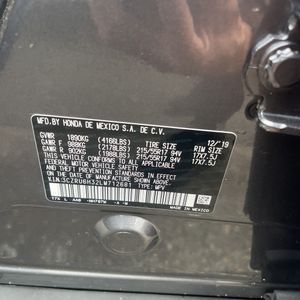 MFD.BY HONDA DE MEXICO S.A. DE C.V.
12/'19
GVWR 1890KG (4166LBS) TIRE SIZE RIM SIZE
GAWR F 988KG (2178LBS) 215/55R17 94V 17X7.5J
GAWR R 902KG (1988LBS) 215/55R17 94V 17X7.5J
THIS VEHICLE CONFORMS TO ALL APPLICABLE
FEDERAL MOTOR VEHICLE SAFETY AND
THEFT PREVENTION STANDARDS IN EFFECT ON
THE DATE OF MANUFACTURE SHOWN ABOVE.
V.I.N:3CZRU6H32LM712681 TYPE: MPV
MADE IN MEXICO